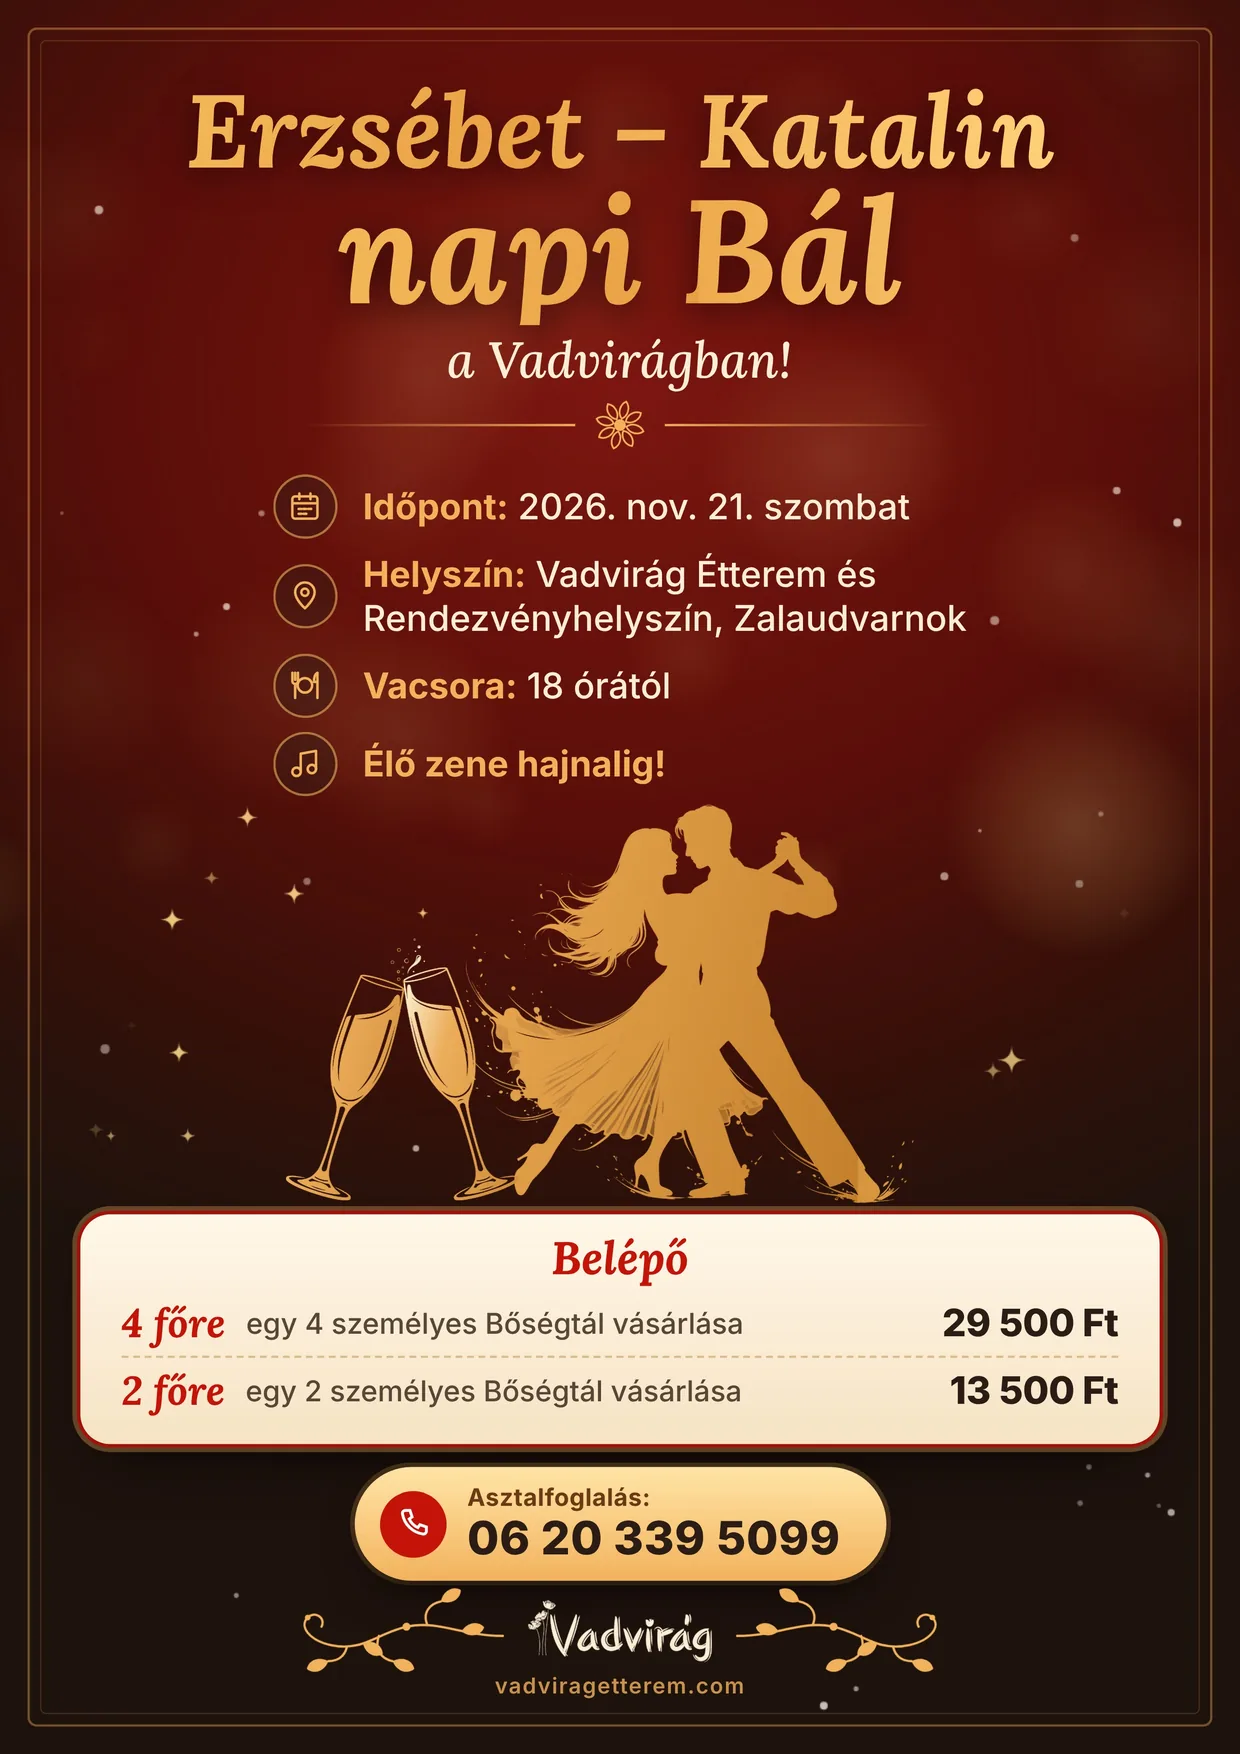 Erzsébet – Katalin
napi Bál
a Vadvirágban!
Időpont: 2026. nov. 21. szombat
Helyszín: Vadvirág Étterem és
Rendezvényhelyszín, Zalaudvarnok
Vacsora: 18 órától
Élő zene hajnalig!
Belépő
4 főre egy 4 személyes Bőségtál vásárlása 29 500 Ft
2 főre egy 2 személyes Bőségtál vásárlása 13 500 Ft
Asztalfoglalás:
06 20 339 5099
Vadvirág
vadviragetterem.com